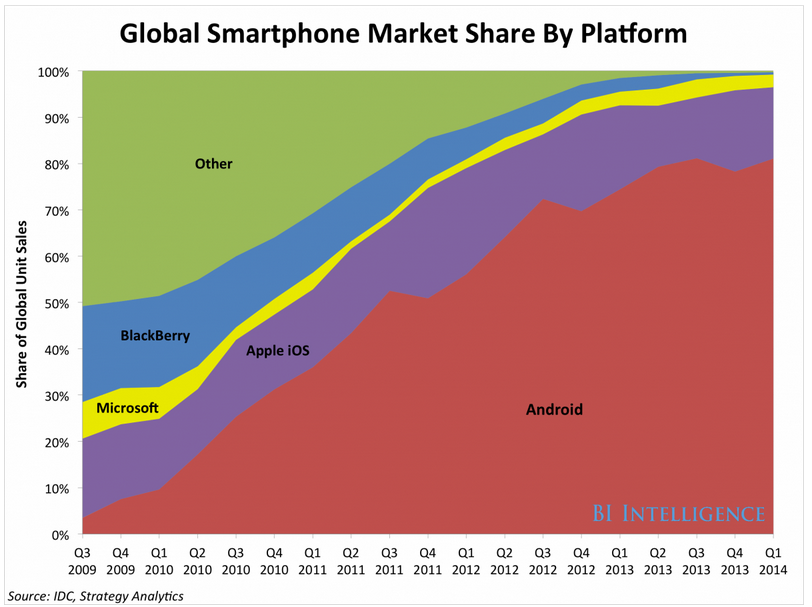 Global Smartphone Market Share By Platform
Share of Global Unit Sales
100%
90%
80%
70%
60%
50%
40%
30%
20%
10%
0%
Other
BlackBerry
Microsoft
Apple iOS
Android
BI INTELLIGENCE
Q3 Q4 Q1 Q2 Q3 Q4 Q1 Q2 Q3 Q4 Q1 Q2 Q3 Q4 Q1 Q2 Q3 Q4 Q1
2009 2009 2010 2010 2010 2010 2011 2011 2011 2011 2012 2012 2012 2012 2013 2013 2013 2013 2014
Source: IDC, Strategy Analytics